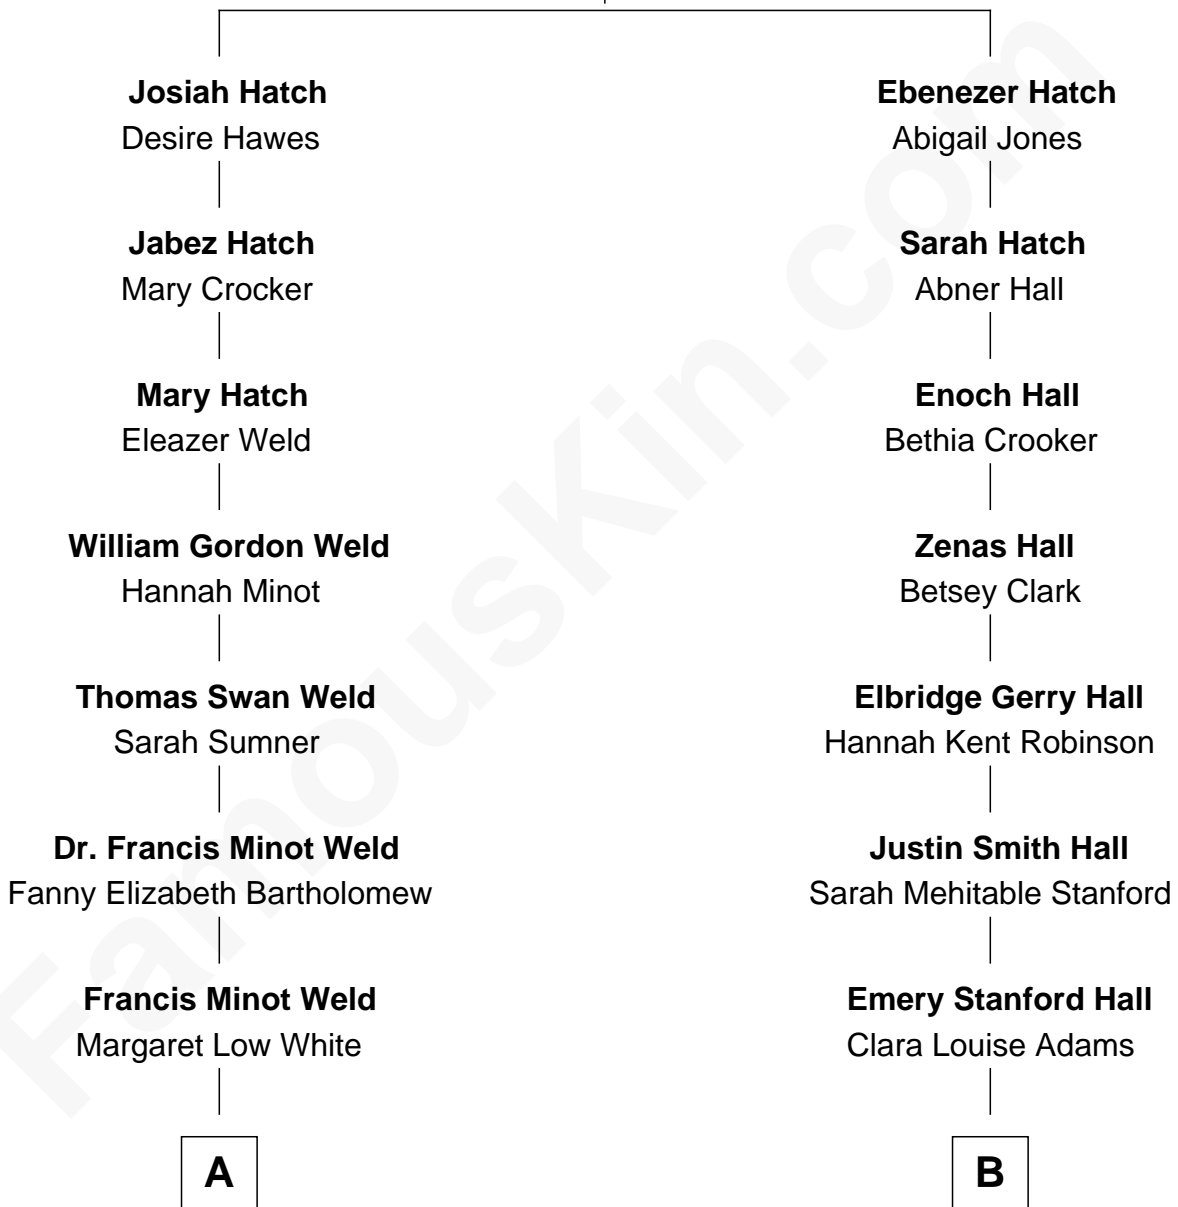 Josiah Hatch
Desire Hawes
Jabez Hatch
Mary Crocker
Mary Hatch
Eleazer Weld
William Gordon Weld
Hannah Minot
Thomas Swan Weld
Sarah Sumner
Dr. Francis Minot Weld
Fanny Elizabeth Bartholomew
Francis Minot Weld
Margaret Low White
A
Ebenezer Hatch
Abigail Jones
Sarah Hatch
Abner Hall
Enoch Hall
Bethia Crooker
Zenas Hall
Betsey Clark
Elbridge Gerry Hall
Hannah Kent Robinson
Justin Smith Hall
Sarah Mehitable Stanford
Emery Stanford Hall
Clara Louise Adams
B
FamousKin.com